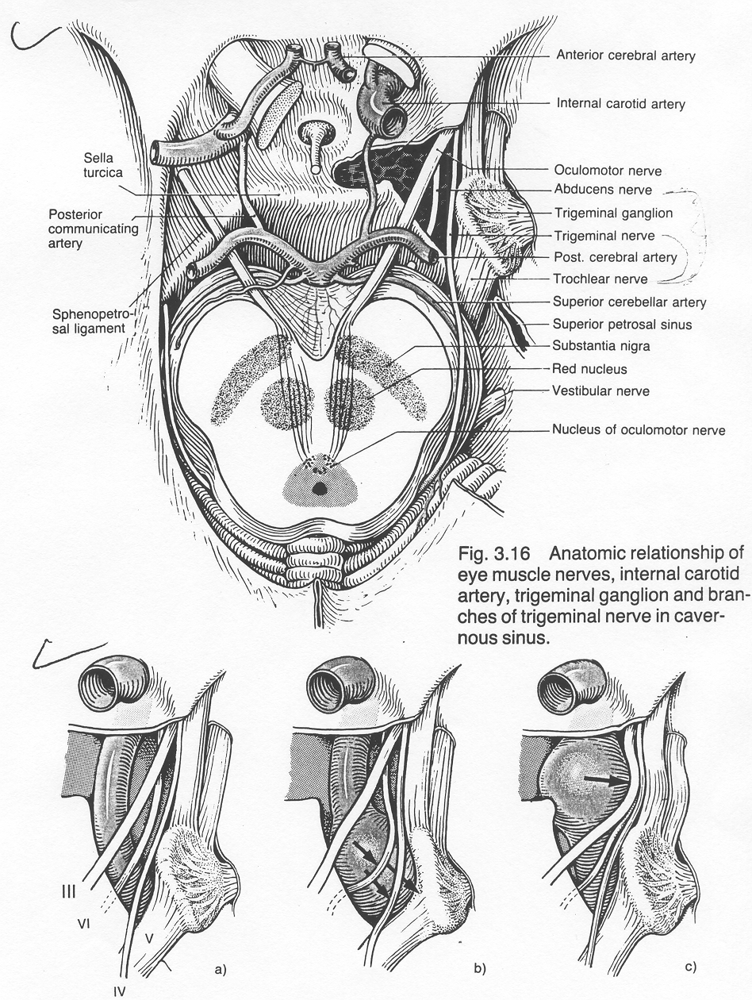 Anterior cerebral artery
Internal carotid artery
Sella
turcica
Oculomotor nerve
Abducens nerve
Posterior
communicating
artery
Trigeminal ganglion
Trigeminal nerve
Post. cerebral artery
Trochlear nerve
Sphenopetro-
sal ligament
Superior cerebellar artery
Superior petrosal sinus
Substantia nigra
Red nucleus
Vestibular nerve
Nucleus of oculomotor nerve
Fig. 3.16 Anatomic relationship of
eye muscle nerves, internal carotid
artery, trigeminal ganglion and bran-
ches of trigeminal nerve in caver-
nous sinus.
III
VI
V
IV
a)
b)
c)